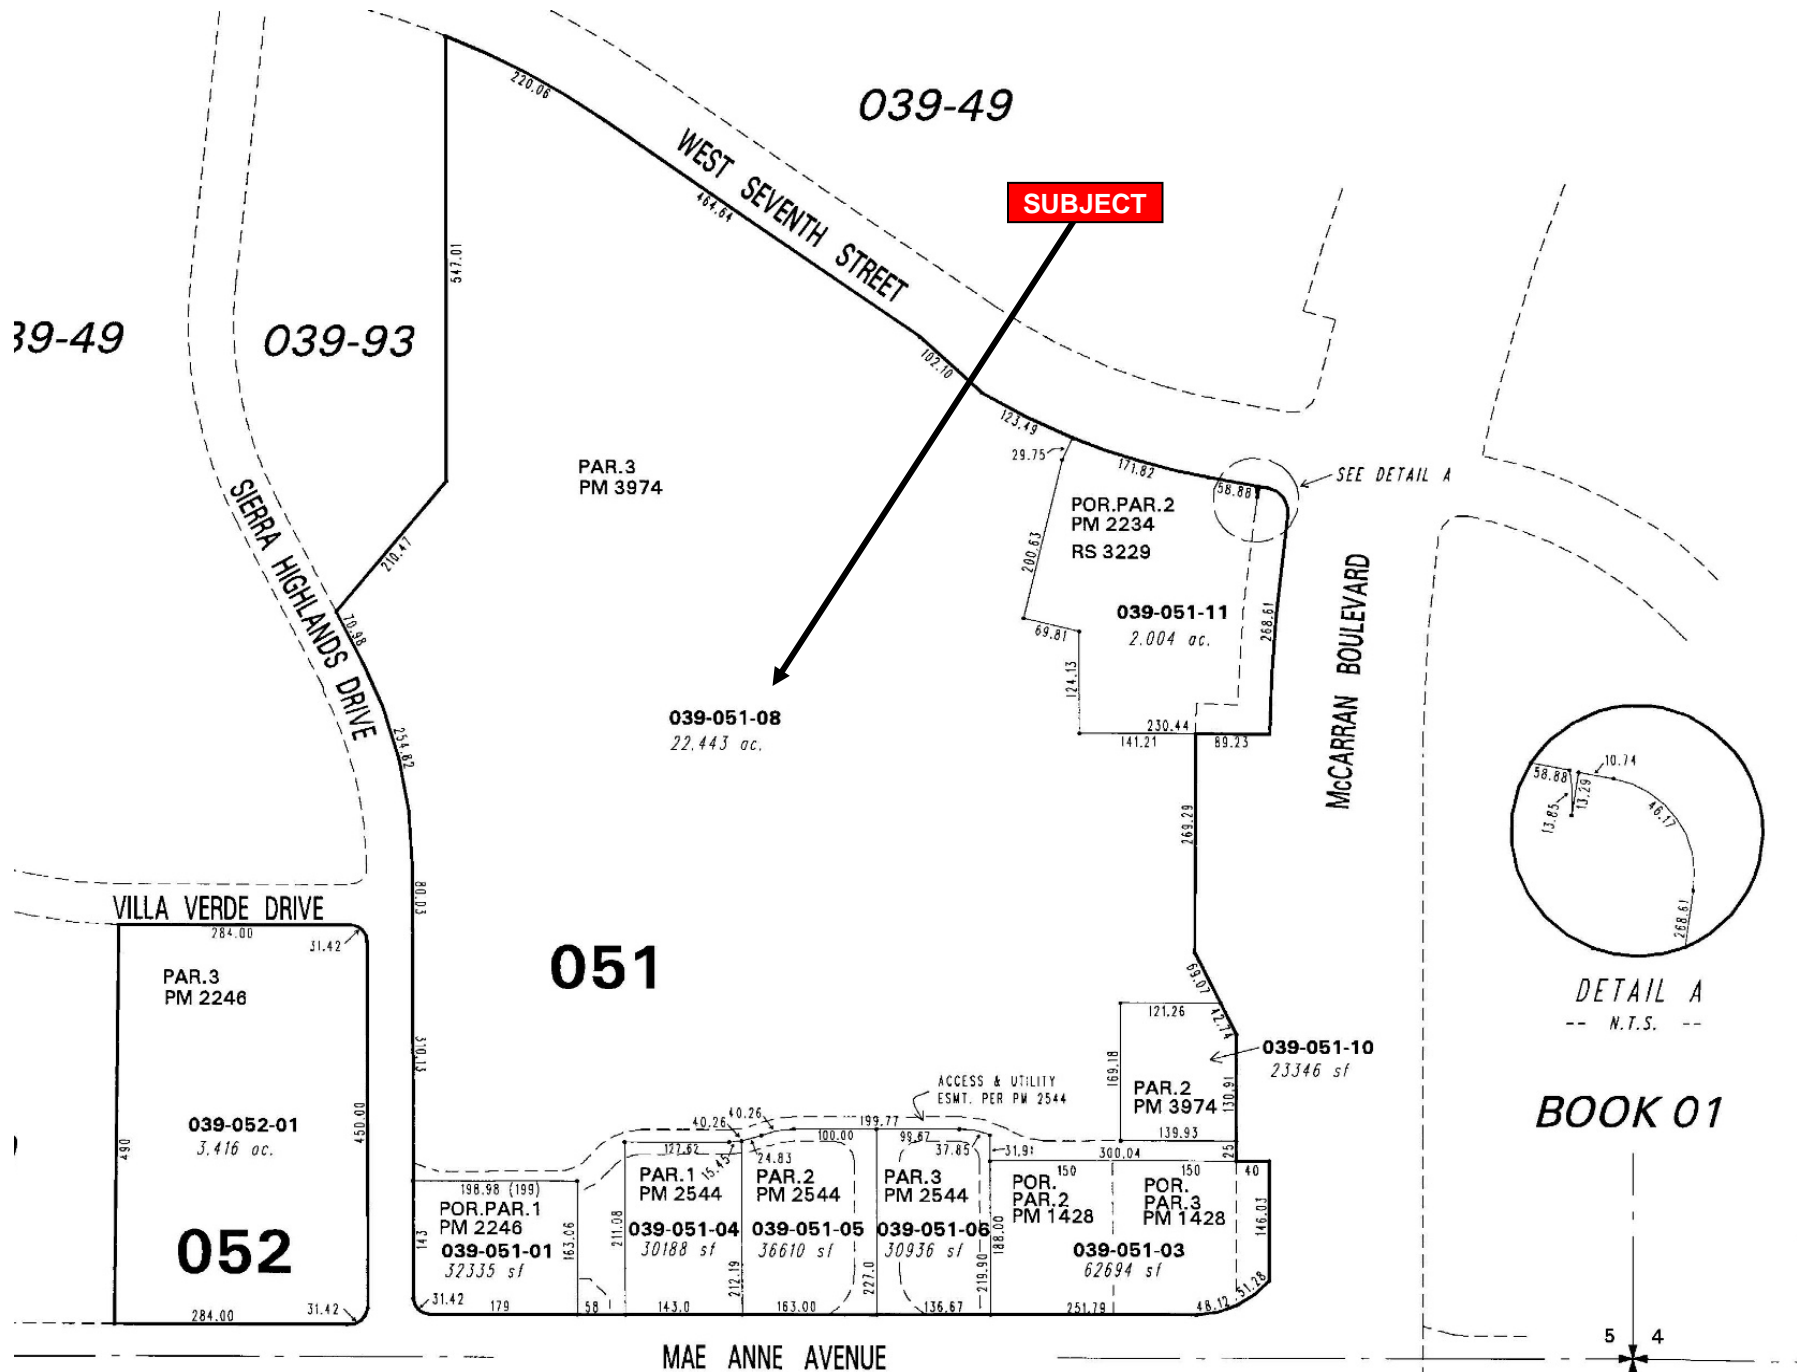 220.06
039-49
WEST SEVENTH STREET
464.64
SUBJECT
547.01
39-49
039-93
102.10
123.49
29.75
171.82
58.88
SEE DETAIL A
PAR.3
PM 3974
POR.PAR.2
PM 2234
RS 3229
200.63
SIERRA HIGHLANDS DRIVE
210.47
70.98
69.81
039-051-11
2.004 ac.
268.61
McCARRAN BOULEVARD
124.13
254.62
039-051-08
22.443 ac.
230.44
141.21
89.23
58.88
10.74
13.85
13.29
46.17
268.61
DETAIL A
-- N.T.S. --
269.29
80.03
VILLA VERDE DRIVE
284.00
31.42
PAR.3
PM 2246
051
69.07
121.26
42.74
039-051-10
23346 sf
310.13
169.18
PAR.2
PM 3974
130.91
ACCESS & UTILITY
ESMT. PER PM 2544
BOOK 01
039-052-01
3.416 ac.
450.00
490
40.26
40.26
199.77
100.00
99.67
139.93
127.62
15.45
24.83
37.85
31.91
300.04
25
150
150
40
198.98 (199)
POR.PAR.1
PM 2246
039-051-01
32335 sf
143
163.06
PAR.1
PM 2544
039-051-04
30188 sf
211.08
PAR.2
PM 2544
039-051-05
36610 sf
212.19
PAR.3
PM 2544
039-051-06
30936 sf
227.0
219.90
188.00
POR.
PAR.2
PM 1428
POR.
PAR.3
PM 1428
039-051-03
62694 sf
146.03
052
284.00
31.42
31.42
179
58
143.0
163.00
136.67
251.79
48.12
51.28
5 4
MAE ANNE AVENUE